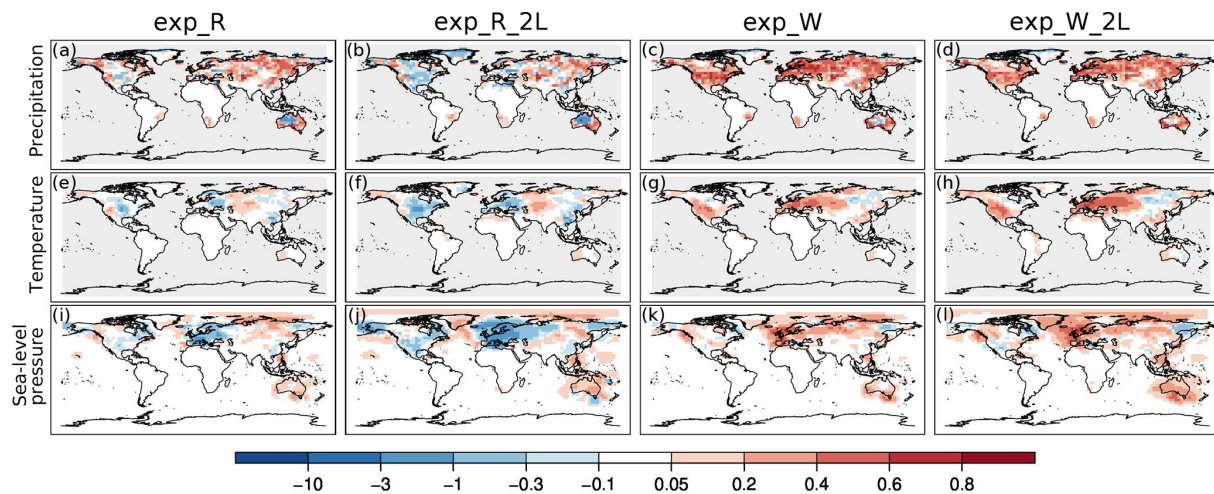 exp_R exp_R_2L exp_W exp_W_2L
Precipitation
(a) (b) (c) (d)
Temperature
(e) (f) (g) (h)
Sea-level
pressure
(i) (j) (k) (l)
−10 −3 −1 −0.3 −0.1 0.05 0.2 0.4 0.6 0.8